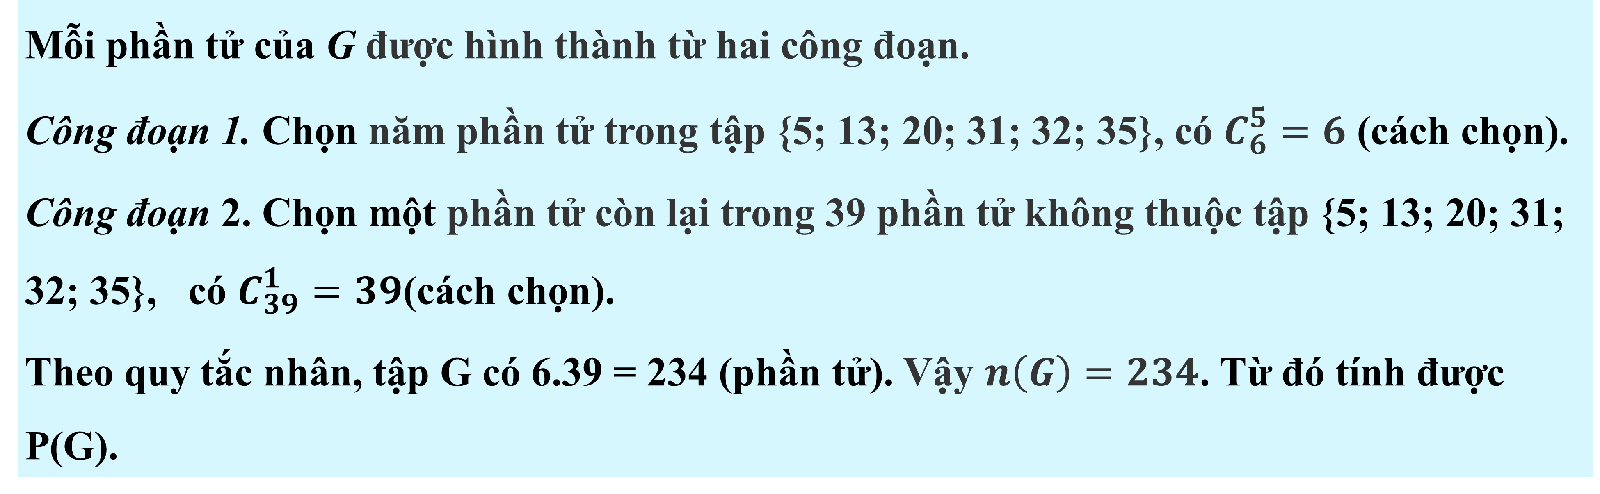 Mỗi phần tử của G được hình thành từ hai công đoạn.
Công đoạn 1. Chọn năm phần tử trong tập {5; 13; 20; 31; 32; 35}, có $C_6^5 = 6$ (cách chọn).
Công đoạn 2. Chọn một phần tử còn lại trong 39 phần tử không thuộc tập {5; 13; 20; 31;
32; 35}, có $C_{39}^1 = 39$(cách chọn).
Theo quy tắc nhân, tập G có 6.39 = 234 (phần tử). Vậy $n(G) = 234$. Từ đó tính được
P(G).